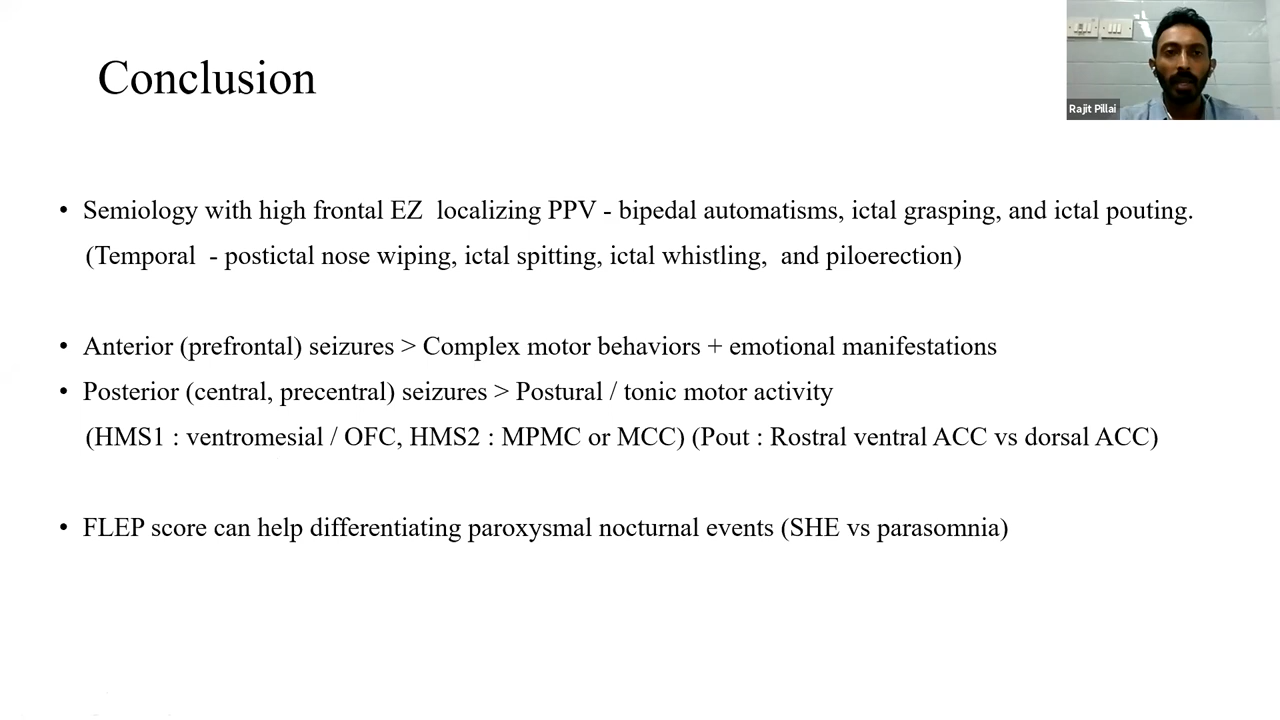 Conclusion
Rajit Pillai
• Semiology with high frontal EZ localizing PPV - bipedal automatisms, ictal grasping, and ictal pouting.
(Temporal - postictal nose wiping, ictal spitting, ictal whistling, and piloerection)
• Anterior (prefrontal) seizures > Complex motor behaviors + emotional manifestations
• Posterior (central, precentral) seizures > Postural / tonic motor activity
(HMS1 : ventromesial / OFC, HMS2 : MPMC or MCC) (Pout : Rostral ventral ACC vs dorsal ACC)
• FLEP score can help differentiating paroxysmal nocturnal events (SHE vs parasomnia)